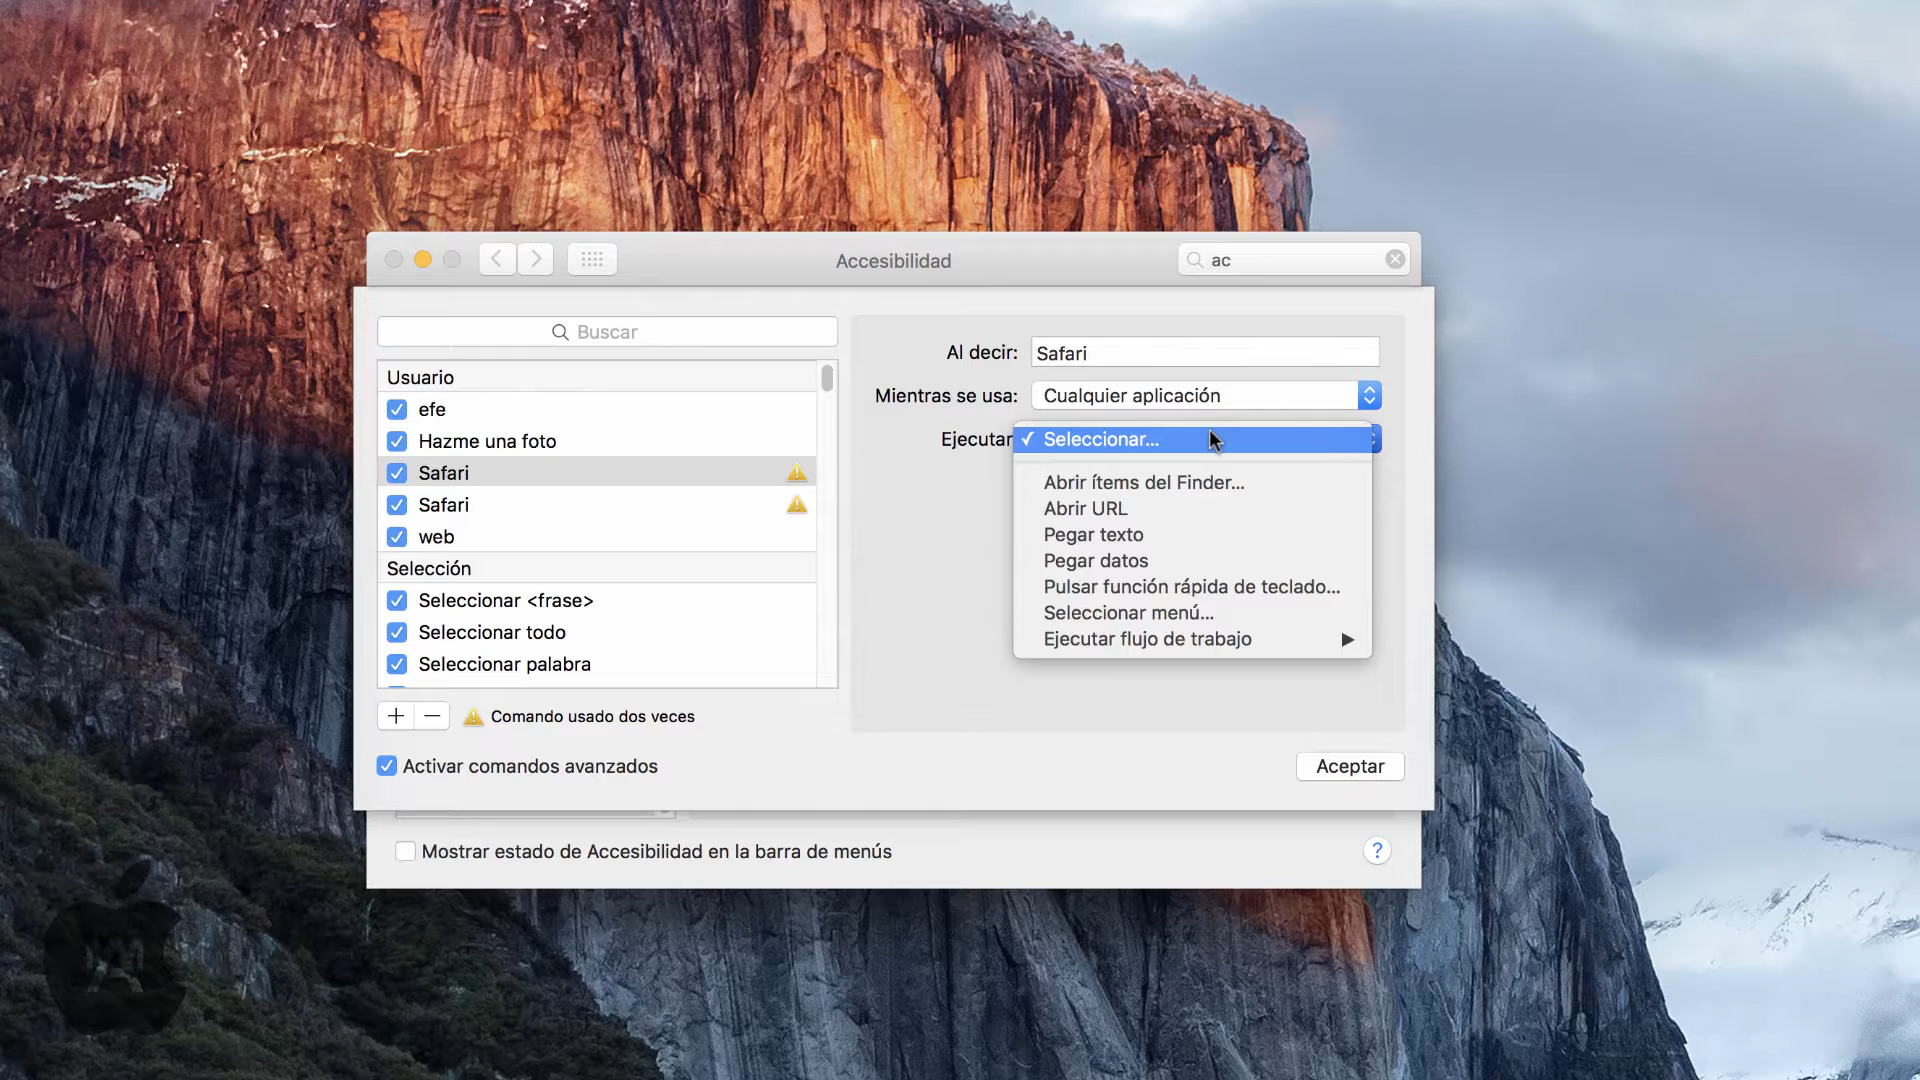 Accesibilidad
ac
Buscar
Usuario
efe
Hazme una foto
Safari
Safari
web
Selección
Seleccionar <frase>
Seleccionar todo
Seleccionar palabra
Comando usado dos veces
Activar comandos avanzados
Al decir: Safari
Mientras se usa: Cualquier aplicación
Ejecutar
✓ Seleccionar...
Abrir ítems del Finder...
Abrir URL
Pegar texto
Pegar datos
Pulsar función rápida de teclado...
Seleccionar menú...
Ejecutar flujo de trabajo
Aceptar
Mostrar estado de Accesibilidad en la barra de menús
?